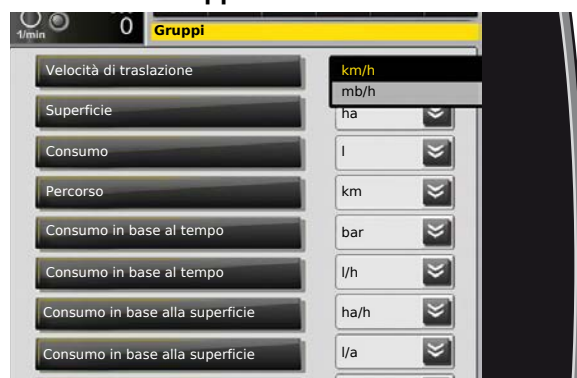 1/min
0
Gruppi
Velocità di traslazione
km/h
mb/h
Superficie
ha
Consumo
l
Percorso
km
Consumo in base al tempo
bar
Consumo in base al tempo
l/h
Consumo in base alla superficie
ha/h
Consumo in base alla superficie
l/a